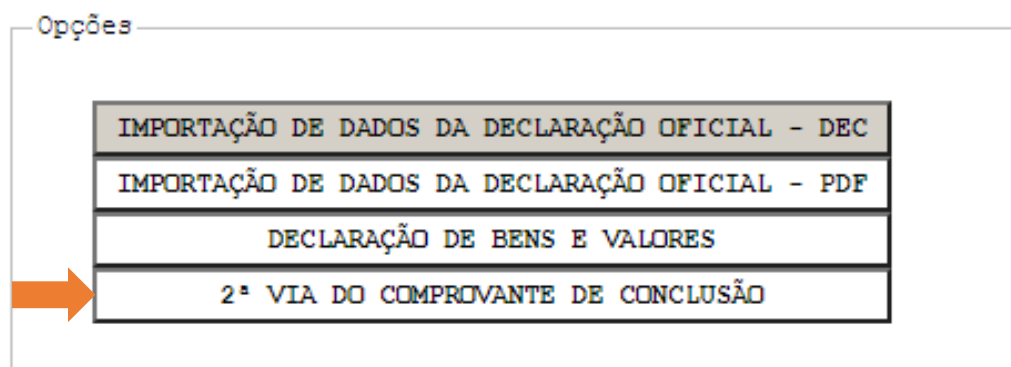 Opções
IMPORTAÇÃO DE DADOS DA DECLARAÇÃO OFICIAL - DEC
IMPORTAÇÃO DE DADOS DA DECLARAÇÃO OFICIAL - PDF
DECLARAÇÃO DE BENS E VALORES
2ª VIA DO COMPROVANTE DE CONCLUSÃO